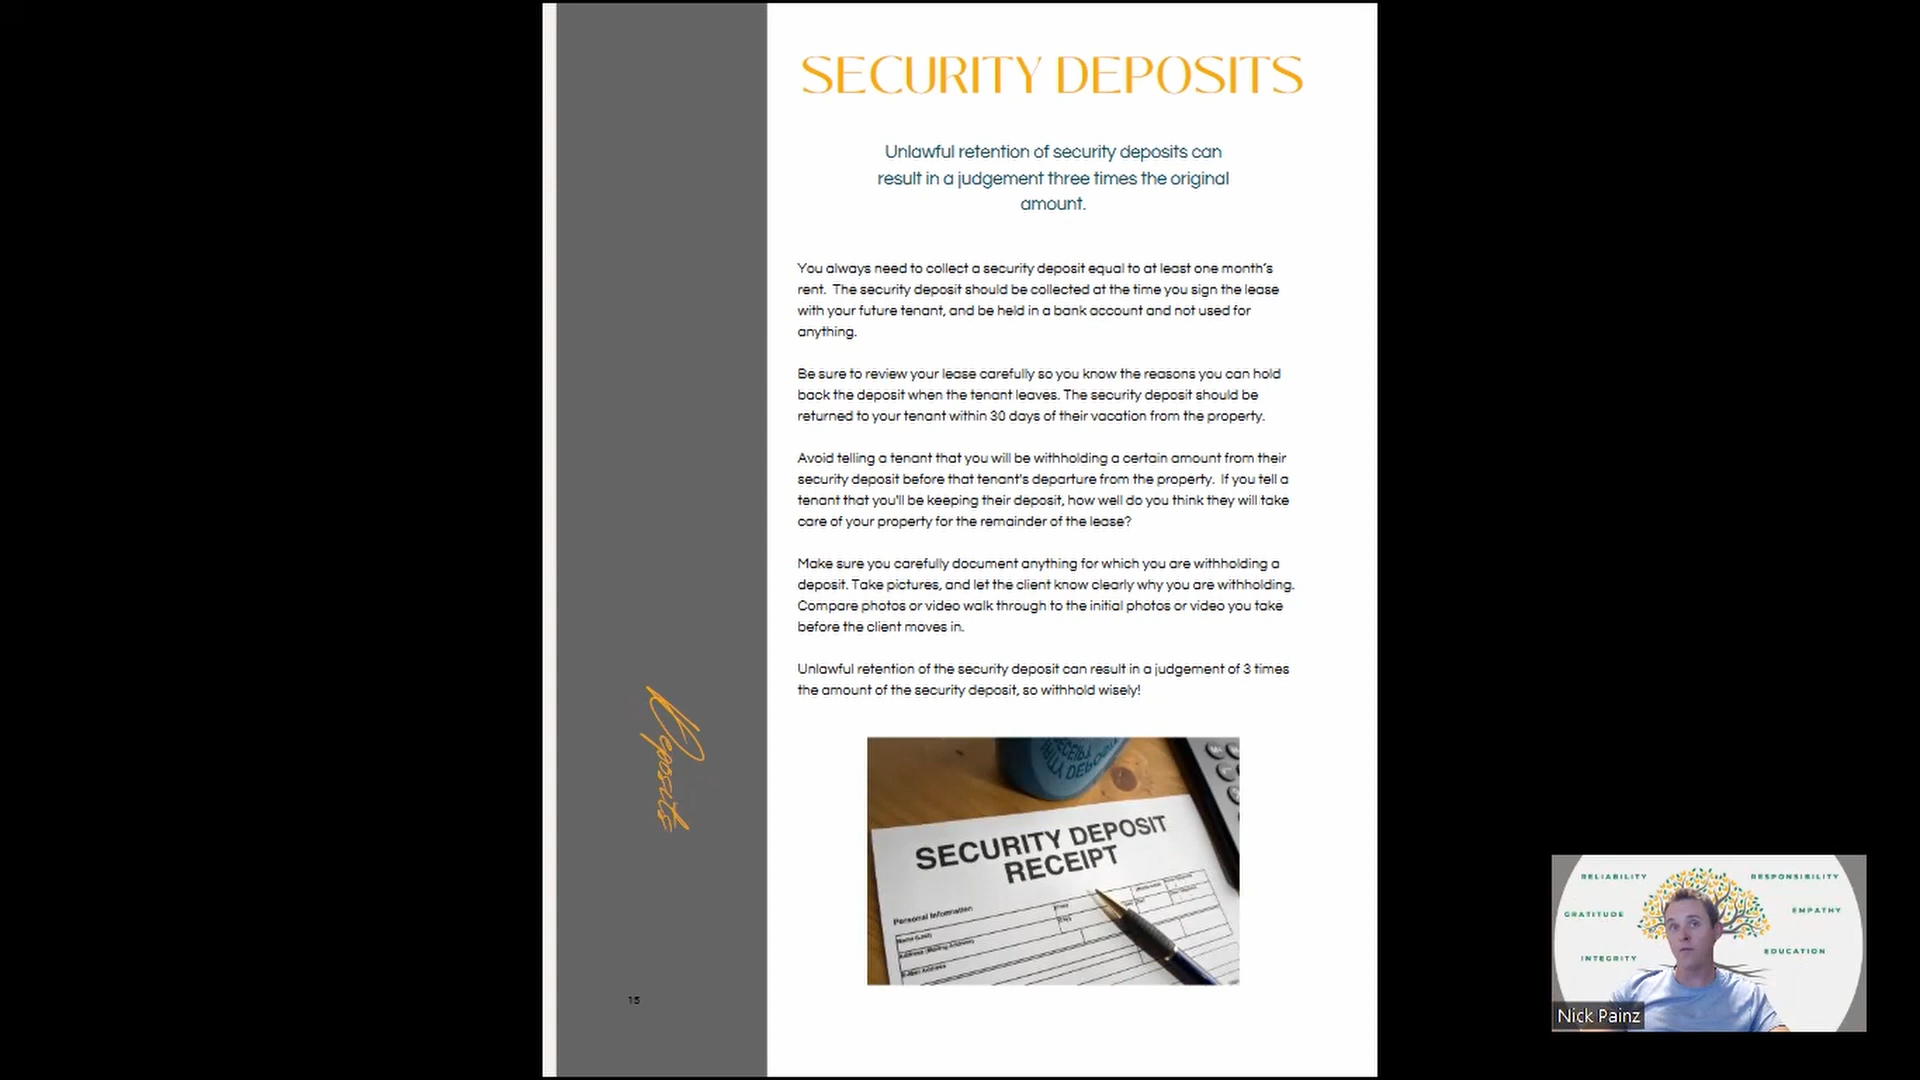 SECURITY DEPOSITS
Unlawful retention of security deposits can
result in a judgement three times the original
amount.
You always need to collect a security deposit equal to at least one month's
rent. The security deposit should be collected at the time you sign the lease
with your future tenant, and be held in a bank account and not used for
anything.
Be sure to review your lease carefully so you know the reasons you can hold
back the deposit when the tenant leaves. The security deposit should be
returned to your tenant within 30 days of their vacation from the property.
Avoid telling a tenant that you will be withholding a certain amount from their
security deposit before that tenant's departure from the property. If you tell a
tenant that you'll be keeping their deposit, how well do you think they will take
care of your property for the remainder of the lease?
Make sure you carefully document anything for which you are withholding a
deposit. Take pictures, and let the client know clearly why you are withholding.
Compare photos or video walk through to the initial photos or video you take
before the client moves in.
Unlawful retention of the security deposit can result in a judgement of 3 times
the amount of the security deposit, so withhold wisely!
Deposits
SECURITY DEPOSIT
RECEIPT
Personal Information
Name (Last)
Address (Mailing Address)
E-Mail Address
15
RELIABILITY
RESPONSIBILITY
GRATITUDE
EMPATHY
EDUCATION
INTEGRITY
Nick Painz